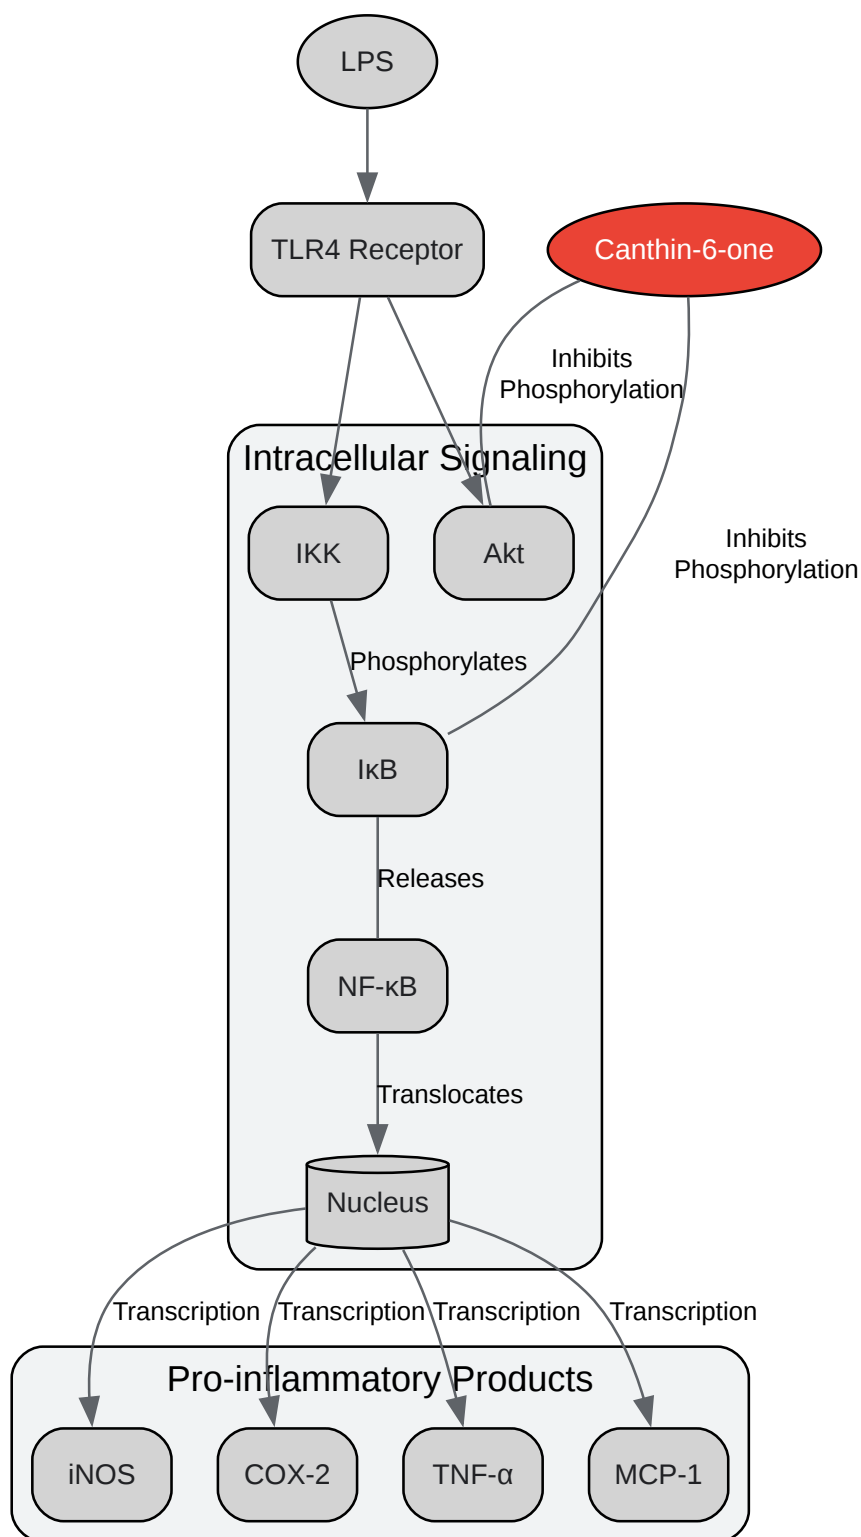 LPS
TLR4 Receptor
Canthin-6-one
Inhibits
Phosphorylation
Intracellular Signaling
IKK
Akt
Inhibits
Phosphorylation
Phosphorylates
IκB
Releases
NF-κB
Translocates
Nucleus
Transcription
Transcription
Transcription
Transcription
Pro-inflammatory Products
iNOS
COX-2
TNF-α
MCP-1